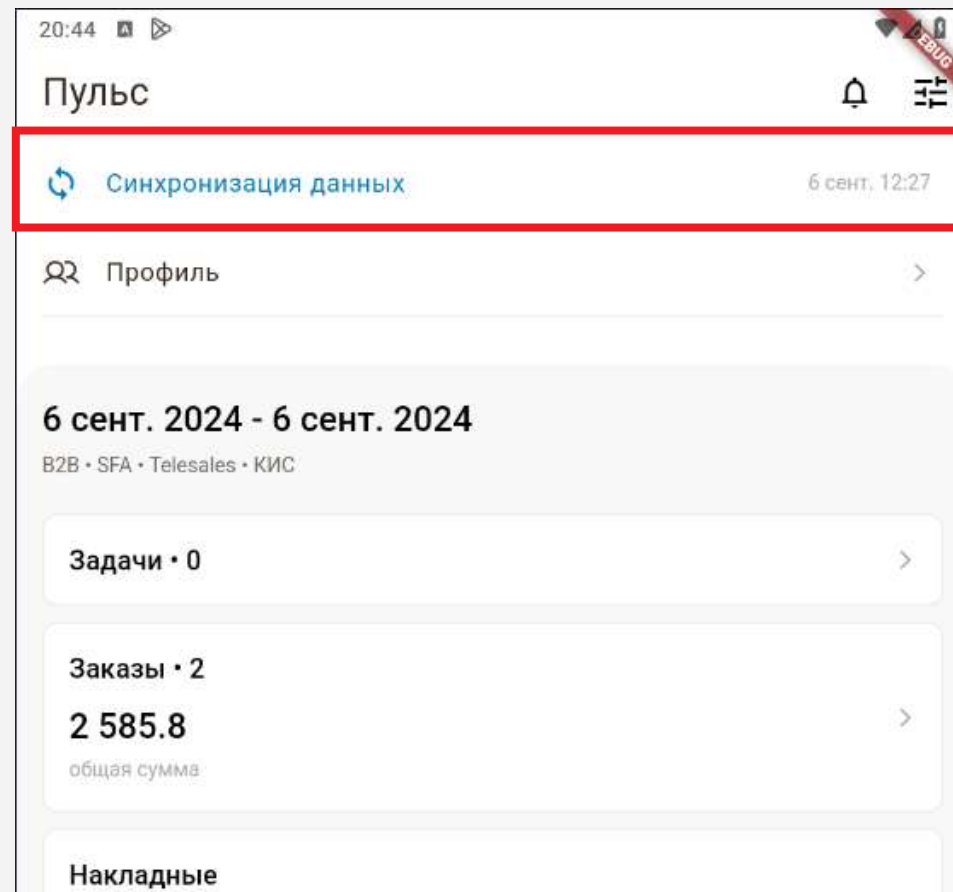 20:44
DEBUG
Пульс
Синхронизация данных 6 сент. 12:27
Профиль
6 сент. 2024 - 6 сент. 2024
B2B • SFA • Telesales • КИС
Задачи • 0
Заказы • 2
2 585.8
общая сумма
Накладные